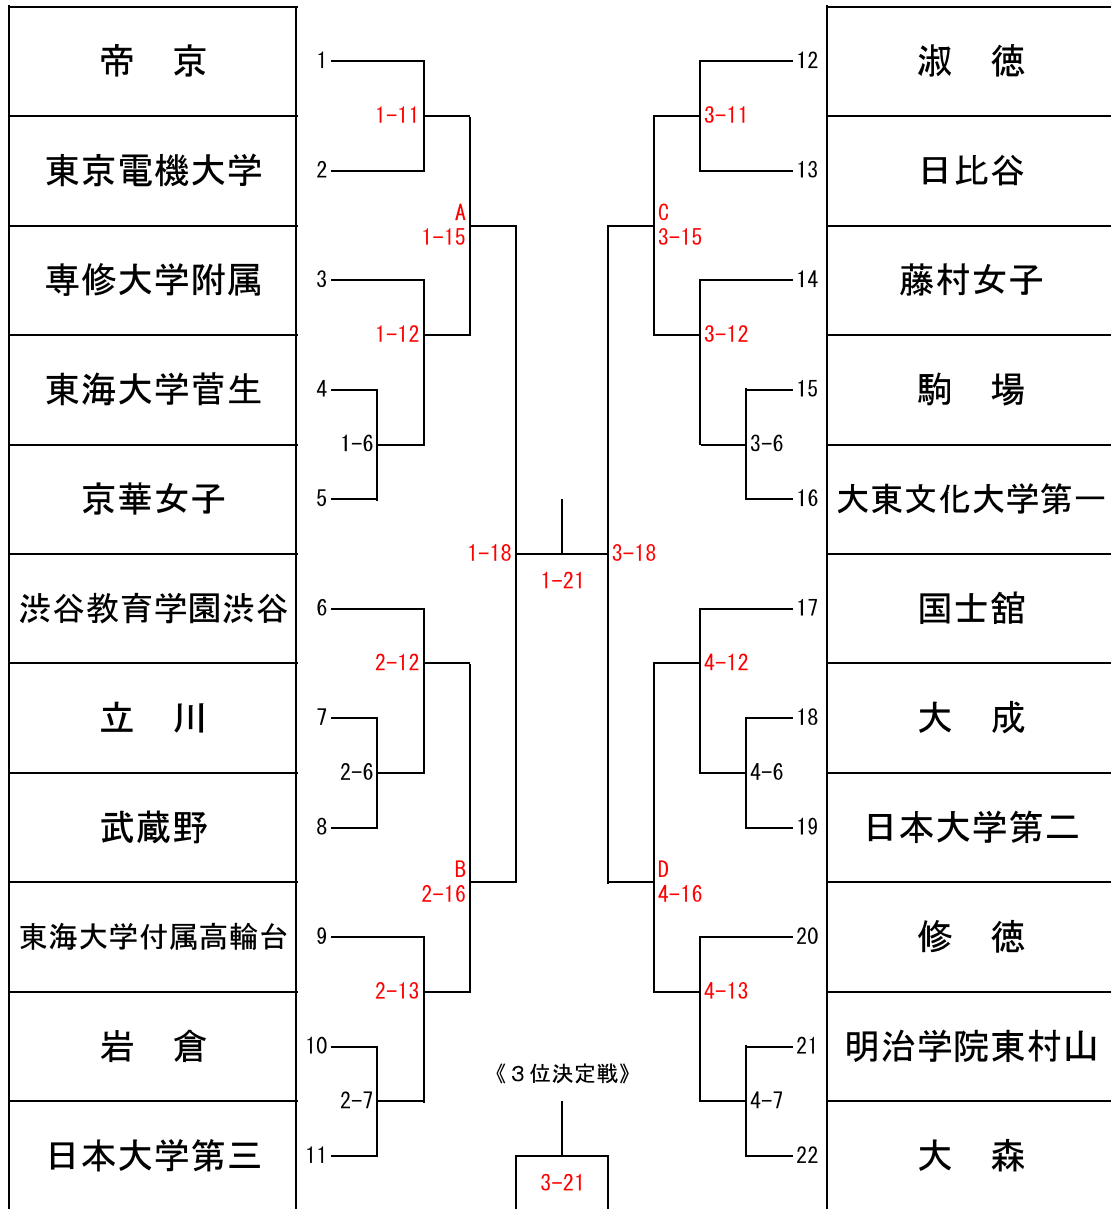 帝　京
1
東京電機大学
2
専修大学附属
3
東海大学菅生
4
京華女子
5
渋谷教育学園渋谷
6
立　川
7
武蔵野
8
東海大学付属高輪台
9
岩　倉
10
日本大学第三
11
1-11
A
1-15
1-12
1-6
1-18
2-12
2-6
B
2-16
2-13
2-7
1-21
《３位決定戦》
3-21
3-11
C
3-15
3-12
3-6
3-18
4-12
4-6
D
4-16
4-13
4-7
12
淑　徳
13
日比谷
14
藤村女子
15
駒　場
16
大東文化大学第一
17
国士舘
18
大　成
19
日本大学第二
20
修　徳
21
明治学院東村山
22
大　森